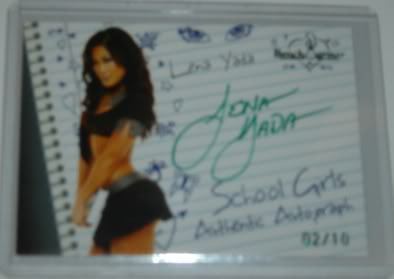 Lena Yada
Lena
Yada
School Girls
Authentic Autograph
02/10